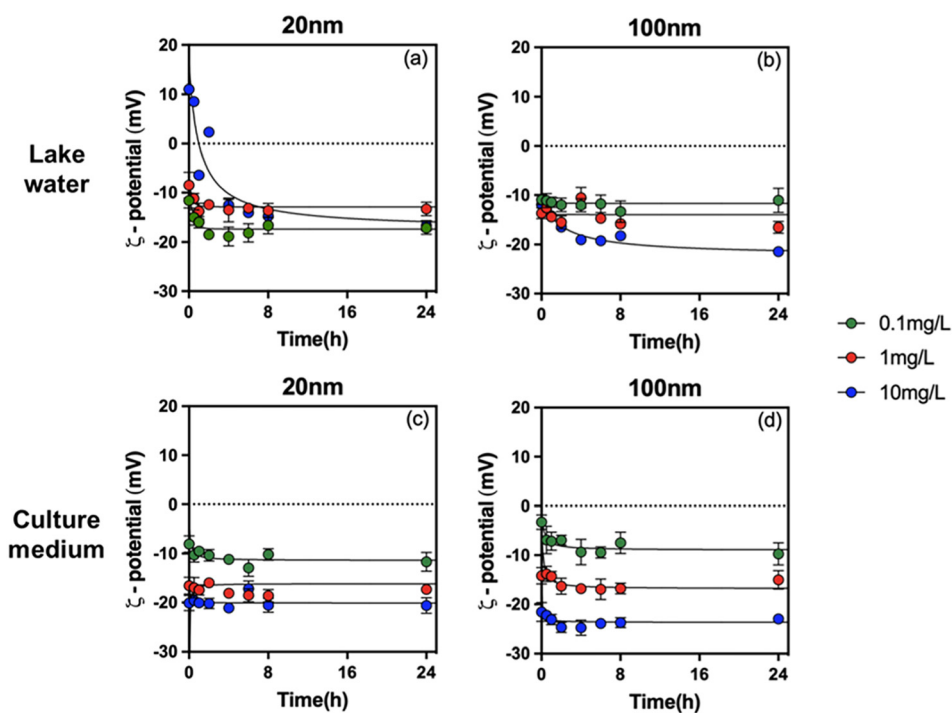 20nm
100nm
Lake
water
ζ - potential (mV)
20
10
0
-10
-20
-30
(a)
0
8
16
24
Time(h)
ζ - potential (mV)
20
10
0
-10
-20
-30
(b)
0
8
16
24
Time(h)
0.1mg/L
1mg/L
10mg/L
20nm
100nm
Culture
medium
ζ - potential (mV)
20
10
0
-10
-20
-30
(c)
0
8
16
24
Time(h)
ζ - potential (mV)
20
10
0
-10
-20
-30
(d)
0
8
16
24
Time(h)